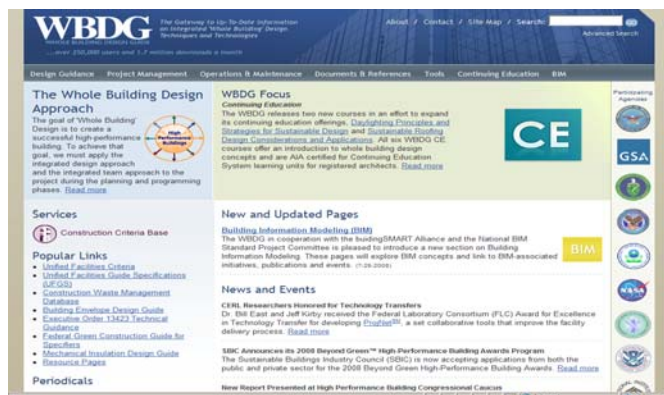 WBDG
WHOLE BUILDING DESIGN GUIDE
The Gateway to Up-To-Date Information
on Integrated 'Whole Building' Design
Techniques and Technologies
...over 250,000 users and 1.2 million downloads
a month
About / Contact / Site Map / Search:
Advanced Search
Design Guidance Project Management Operations & Maintenance Documents & References Tools Continuing Education BIM
The Whole Building Design
Approach
The goal of 'Whole Building'
Design is to create a
successful high-performance
building. To achieve that
goal, we must apply the
integrated design approach
and the integrated team approach to the
project during the planning and programming
phases. Read more
High
Performance
Buildings
WBDG Focus
Continuing Education
The WBDG releases two new courses in an effort to expand
its continuing education offerings, Daylighting Principles and
Strategies for Sustainable Design and Sustainable Roofing
Design Considerations and Applications. All six WBDG CE
courses offer an introduction to whole building design
concepts and are AIA certified for Continuing Education
System learning units for registered architects. Read more
CE
Participating
Agencies
GSA
NASA
Services
Construction Criteria Base
Popular Links
Unified Facilities Criteria
Unified Facilities Guide Specifications
(UFGS)
Construction Waste Management
Database
Building Envelope Design Guide
Executive Order 13423 Technical
Guidance
Federal Green Construction Guide for
Specifiers
Mechanical Insulation Design Guide
Resource Pages
Periodicals
New and Updated Pages
Building Information Modeling (BIM)
The WBDG in cooperation with the buidingSMART Alliance and the National BIM
Standard Project Committee is pleased to introduce a new section on Building
Information Modeling. These pages will explore BIM concepts and link to BIM-associated
initiatives, publications and events. (7-29-2008)
BIM
News and Events
CERL Researchers Honored for Technology Transfers
Dr. Bill East and Jeff Kirby received the Federal Laboratory Consortium (FLC) Award for Excellence
in Technology Transfer for developing ProjNet, a set collaborative tools that improve the facility
delivery process. Read more
SBIC Announces its 2008 Beyond Green™ High-Performance Building Awards Program
The Sustainable Buildings Industry Council (SBIC) is now accepting applications from both the
public and private sector for the 2008 Beyond Green High-Performance Building Awards. Read more
New Report Presented at High Performance Building Congressional Caucus